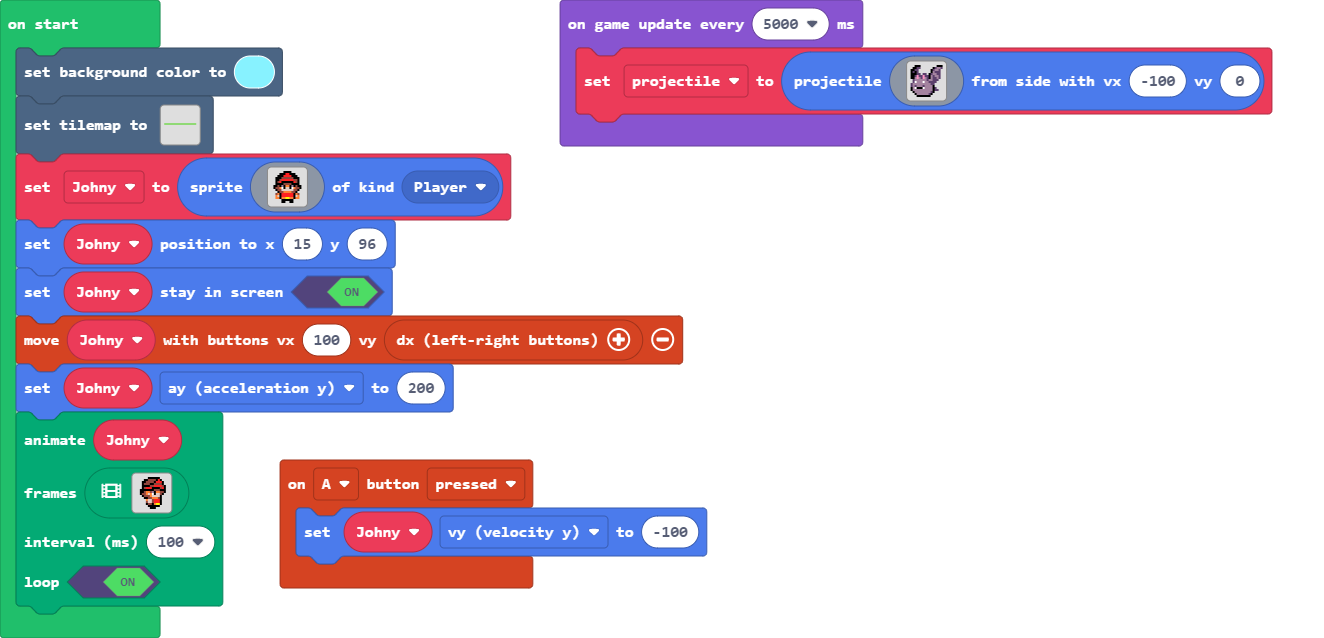 on start
set background color to
set tilemap to
set Johny to sprite of kind Player
set Johny position to x 15 y 96
set Johny stay in screen ON
move Johny with buttons vx 100 vy dx (left-right buttons)
set Johny ay (acceleration y) to 200
animate Johny
frames
interval (ms) 100
loop ON
on A button pressed
set Johny vy (velocity y) to -100
on game update every 5000 ms
set projectile to projectile from side with vx -100 vy 0